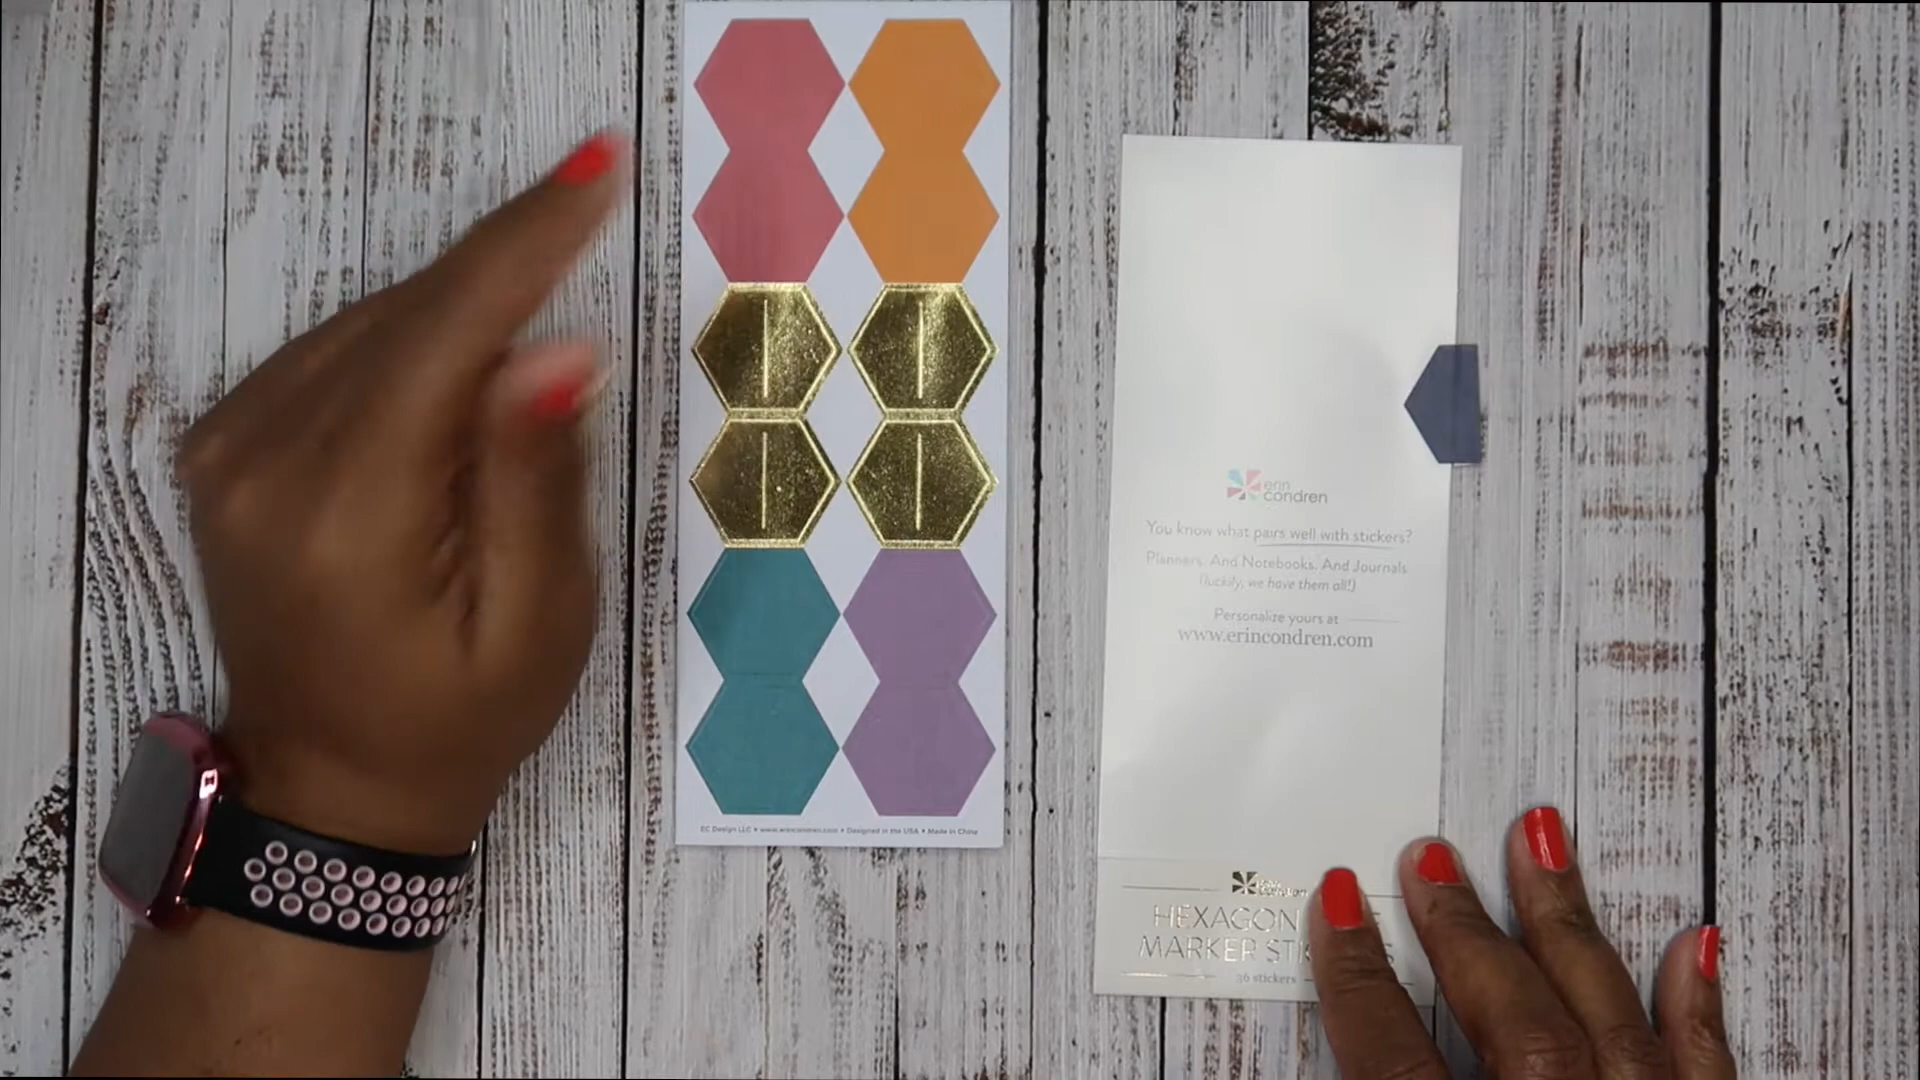 EC Design LLC • www.erincondren.com • Designed in the USA • Made in China
erin
condren
You know what pairs well with stickers?
Planners. And Notebooks. And Journals
(luckily, we have them all!)
Personalize yours at
www.erincondren.com
HEXAGON
MARKER
36 stickers